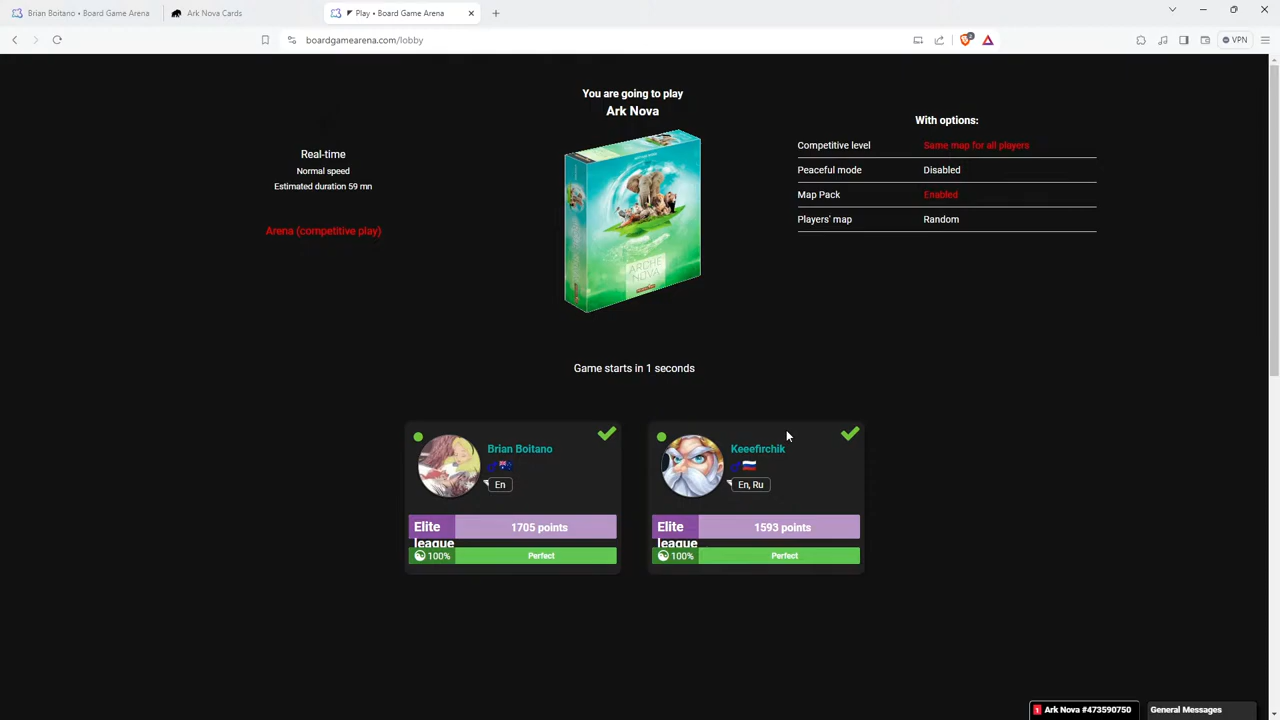 Brian Boitano • Board Game Arena
Ark Nova Cards
Play • Board Game Arena
boardgamearena.com/lobby
2
VPN
You are going to play
Ark Nova
Real-time
Normal speed
Estimated duration 59 mn
Arena (competitive play)
ARCHE
NOVA
With options:
Competitive level Same map for all players
Peaceful mode Disabled
Map Pack Enabled
Players' map Random
Game starts in 1 seconds
Brian Boitano
En
Elite league
1705 points
100% Perfect
Keeefirchik
En, Ru
Elite league
1593 points
100% Perfect
1 Ark Nova #473590750
General Messages